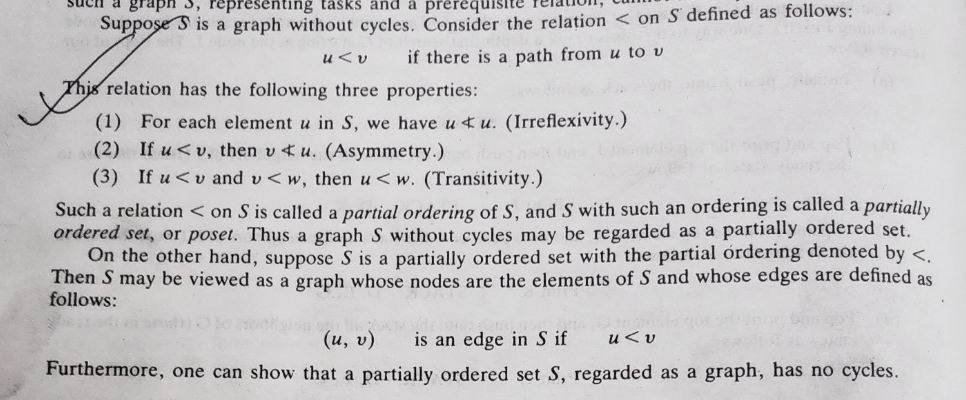 such a graph S, representing tasks and a prerequisite relation,
Suppose S is a graph without cycles. Consider the relation < on S defined as follows:
u < v if there is a path from u to v
This relation has the following three properties:
(1) For each element u in S, we have u ≮ u. (Irreflexivity.)
(2) If u < v, then v ≮ u. (Asymmetry.)
(3) If u < v and v < w, then u < w. (Transitivity.)
Such a relation < on S is called a partial ordering of S, and S with such an ordering is called a partially
ordered set, or poset. Thus a graph S without cycles may be regarded as a partially ordered set.
On the other hand, suppose S is a partially ordered set with the partial ordering denoted by <.
Then S may be viewed as a graph whose nodes are the elements of S and whose edges are defined as
follows:
(u, v) is an edge in S if u < v
Furthermore, one can show that a partially ordered set S, regarded as a graph, has no cycles.